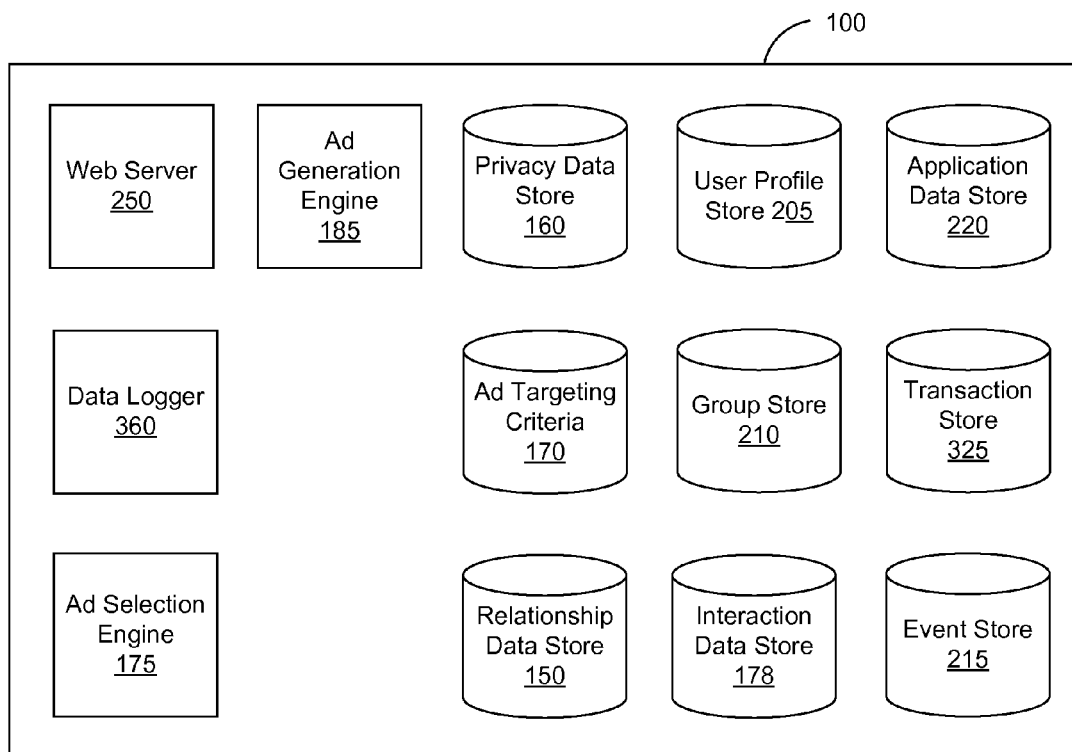 100
Web Server
250
Ad
Generation
Engine
185
Privacy Data
Store
160
User Profile
Store 205
Application
Data Store
220
Data Logger
360
Ad Targeting
Criteria
170
Group Store
210
Transaction
Store
325
Ad Selection
Engine
175
Relationship
Data Store
150
Interaction
Data Store
178
Event Store
215